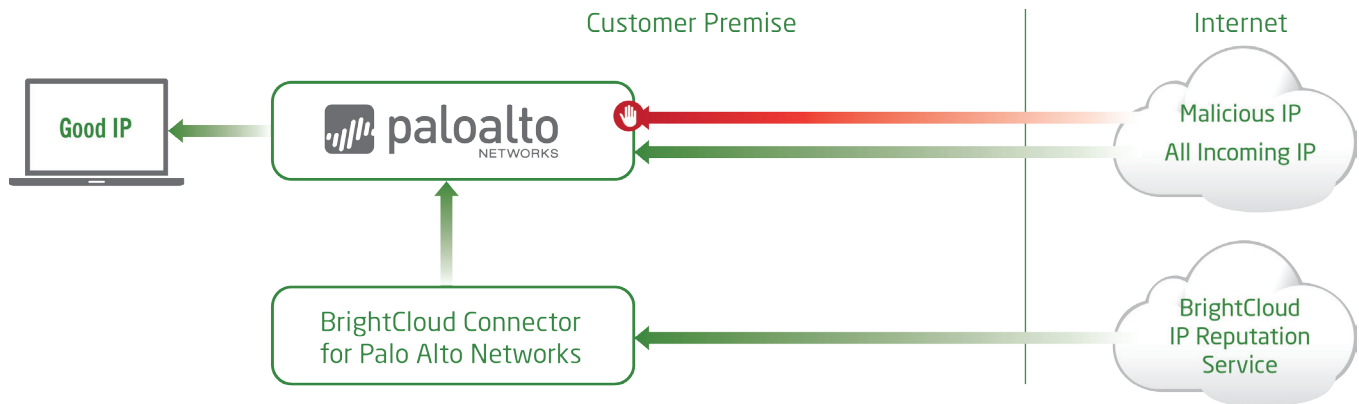 Customer Premise
Internet
Good IP
paloalto
NETWORKS
Malicious IP
All Incoming IP
BrightCloud Connector
for Palo Alto Networks
BrightCloud
IP Reputation
Service